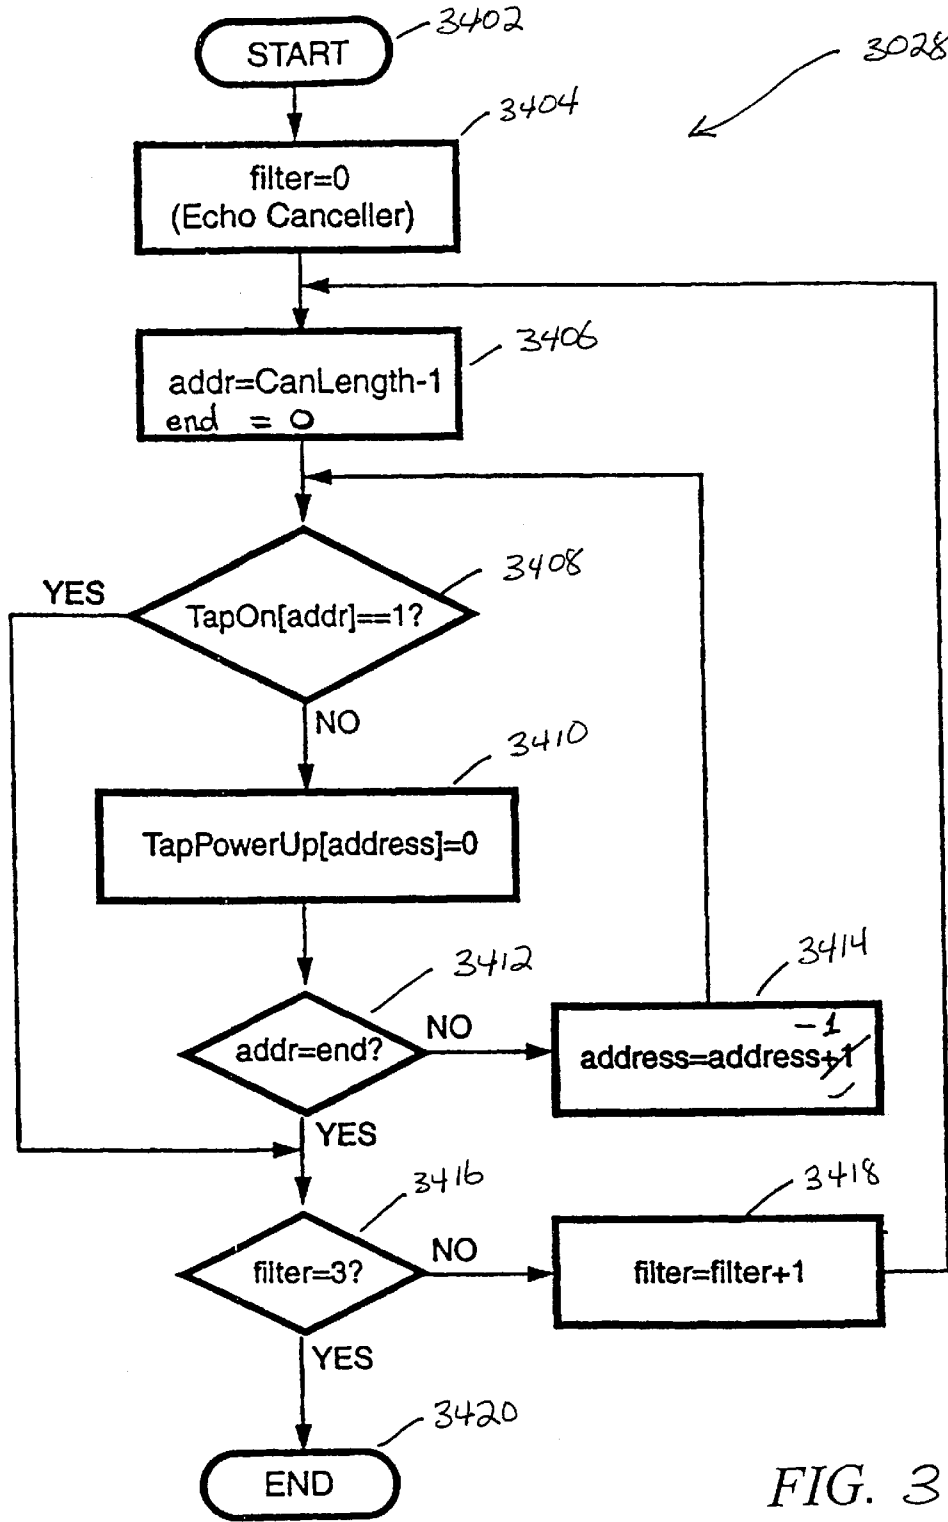 3402
START
3028
3404
filter=0
(Echo Canceller)
3406
addr=CanLength-1
end = 0
3408
YES
TapOn[addr]==1?
NO
3410
TapPowerUp[address]=0
3412
3414
addr=end?
NO
-1
address=address+1
YES
3416
3418
filter=3?
NO
filter=filter+1
YES
3420
END
FIG. 3